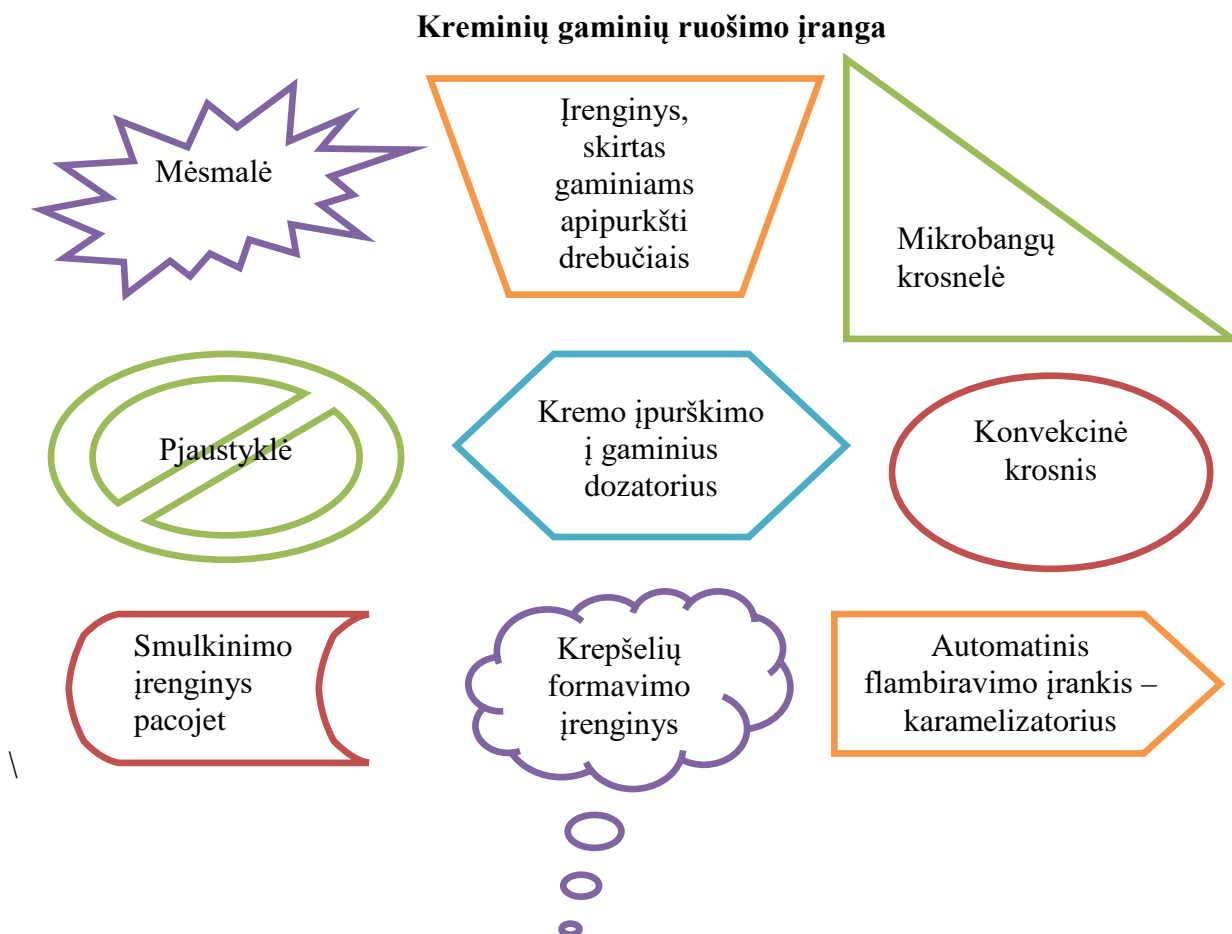 Kreminių gaminių ruošimo įranga
Mėsmalė
Įrenginys,
skirtas
gaminiams
apipurkšti
drebučiais
Mikrobangų
krosnelė
Pjaustyklė
Kremo įpurškimo
į gaminius
dozatorius
Konvekcinė
krosnis
Smulkinimo
įrenginys
pacojet
Krepšelių
formavimo
įrenginys
Automatinis
flambiravimo įrankis –
karamelizatorius
\